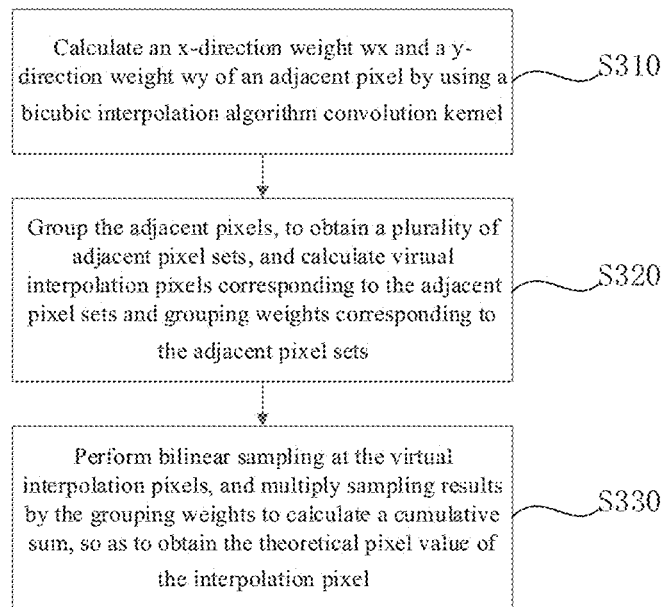 Calculate an x-direction weight wx and a y-
direction weight wy of an adjacent pixel by using a
bicubic interpolation algorithm convolution kernel
S310
Group the adjacent pixels, to obtain a plurality of
adjacent pixel sets, and calculate virtual
interpolation pixels corresponding to the adjacent
pixel sets and grouping weights corresponding to
the adjacent pixel sets
S320
Perform bilinear sampling at the virtual
interpolation pixels, and multiply sampling results
by the grouping weights to calculate a cumulative
sum, so as to obtain the theoretical pixel value of
the interpolation pixel
S330